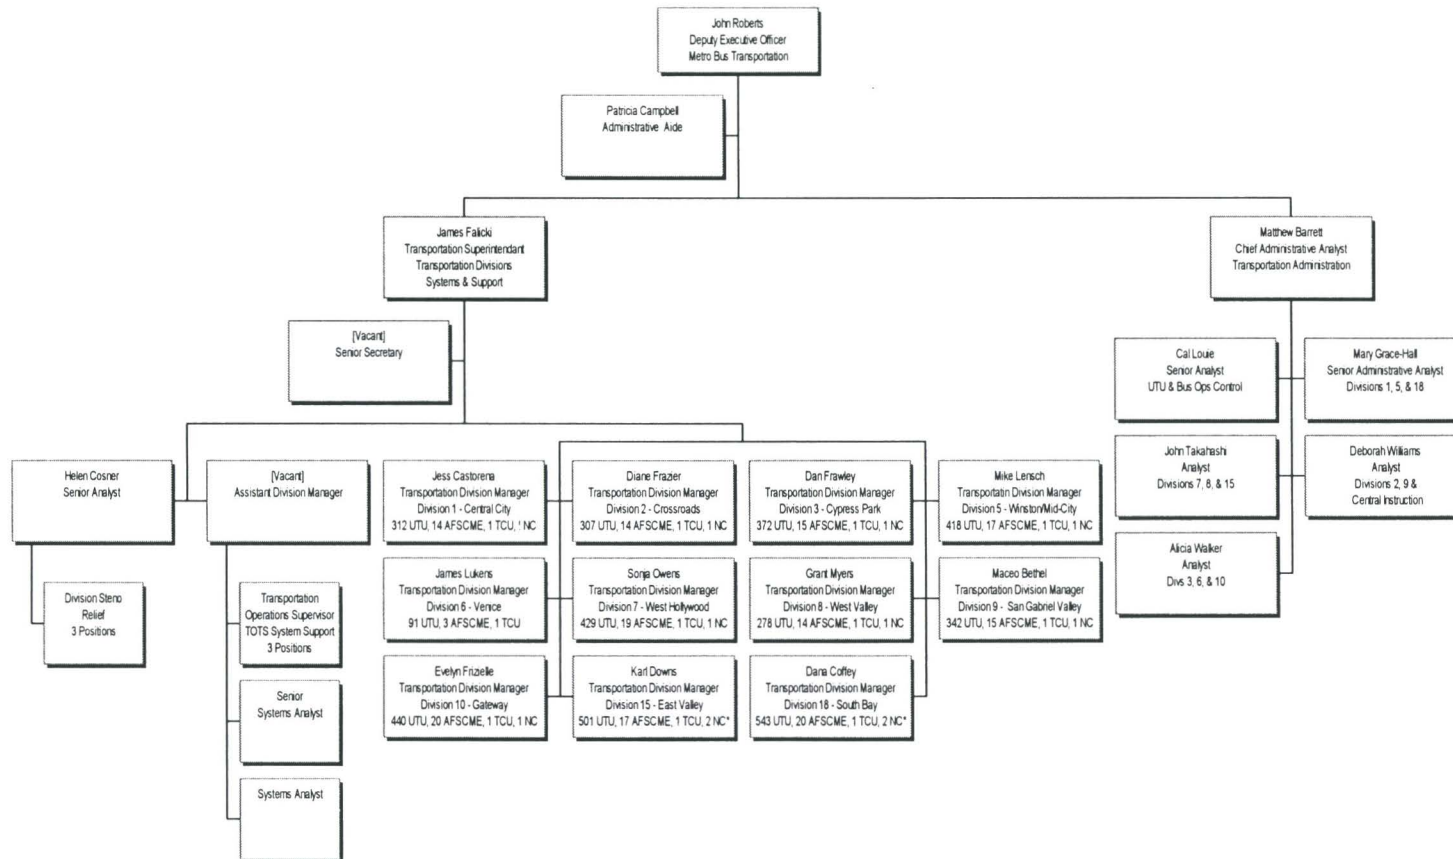 John Roberts
Deputy Executive Officer
Metro Bus Transportation
Patricia Campbell
Administrative Aide
James Falicki
Transportation Superintendant
Transportation Divisions
Systems & Support
Matthew Barrett
Chief Administrative Analyst
Transportation Administration
[Vacant]
Senior Secretary
Cal Louie
Senior Analyst
UTU & Bus Ops Control
Mary Grace-Hall
Senior Administrative Analyst
Divisions 1, 5, & 18
John Takahashi
Analyst
Divisions 7, 8, & 15
Deborah Williams
Analyst
Divisions 2, 9 &
Central Instruction
Alicia Walker
Analyst
Divs 3, 6, & 10
Helen Cosner
Senior Analyst
[Vacant]
Assistant Division Manager
Division Steno
Relief
3 Positions
Transportation
Operations Supervisor
TOTS System Support
3 Positions
Senior
Systems Analyst
Systems Analyst
Jess Castorena
Transportation Division Manager
Division 1 - Central City
312 UTU, 14 AFSCME, 1 TCU, NC
Diane Frazier
Transportation Division Manager
Division 2 - Crossroads
307 UTU, 14 AFSCME, 1 TCU, 1 NC
Dan Frawley
Transportation Division Manager
Division 3 - Cypress Park
372 UTU, 15 AFSCME, 1 TCU, 1 NC
Mike Lensch
Transportatin Division Manager
Division 5 - Winston/Mid-City
418 UTU, 17 AFSCME, 1 TCU, 1 NC
James Lukens
Transportation Division Manager
Division 6 - Venice
91 UTU, 3 AFSCME, 1 TCU
Sonja Owens
Transportation Division Manager
Division 7 - West Hollywood
429 UTU, 19 AFSCME, 1 TCU, 1 NC
Grant Myers
Transportation Division Manager
Division 8 - West Valley
278 UTU, 14 AFSCME, 1 TCU, 1 NC
Maceo Bethel
Transportation Division Manager
Division 9 - San Gabriel Valley
342 UTU, 15 AFSCME, 1 TCU, 1 NC
Evelyn Frizielle
Transportation Division Manager
Division 10 - Gateway
440 UTU, 20 AFSCME, 1 TCU, 1 NC
Karl Downs
Transportation Division Manager
Division 15 - East Valley
501 UTU, 17 AFSCME, 1 TCU, 2 NC*
Dana Coffey
Transportation Division Manager
Division 18 - South Bay
543 UTU, 20 AFSCME, 1 TCU, 2 NC*